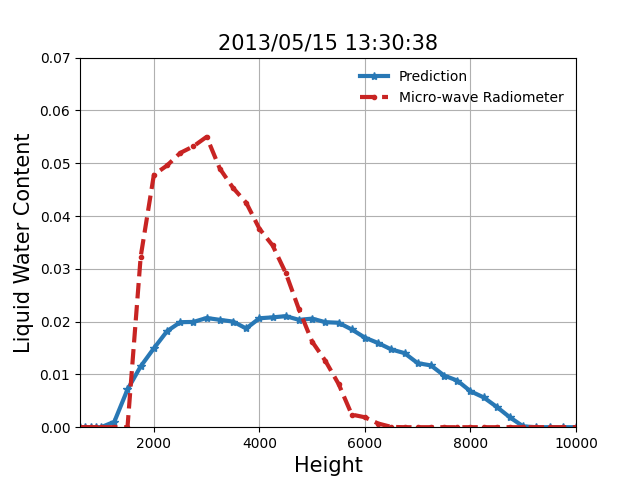 2013/05/15 13:30:38
0.07
0.06
0.05
0.04
0.03
0.02
0.01
0.00
Liquid Water Content
Prediction
Micro-wave Radiometer
2000 4000 6000 8000 10000
Height